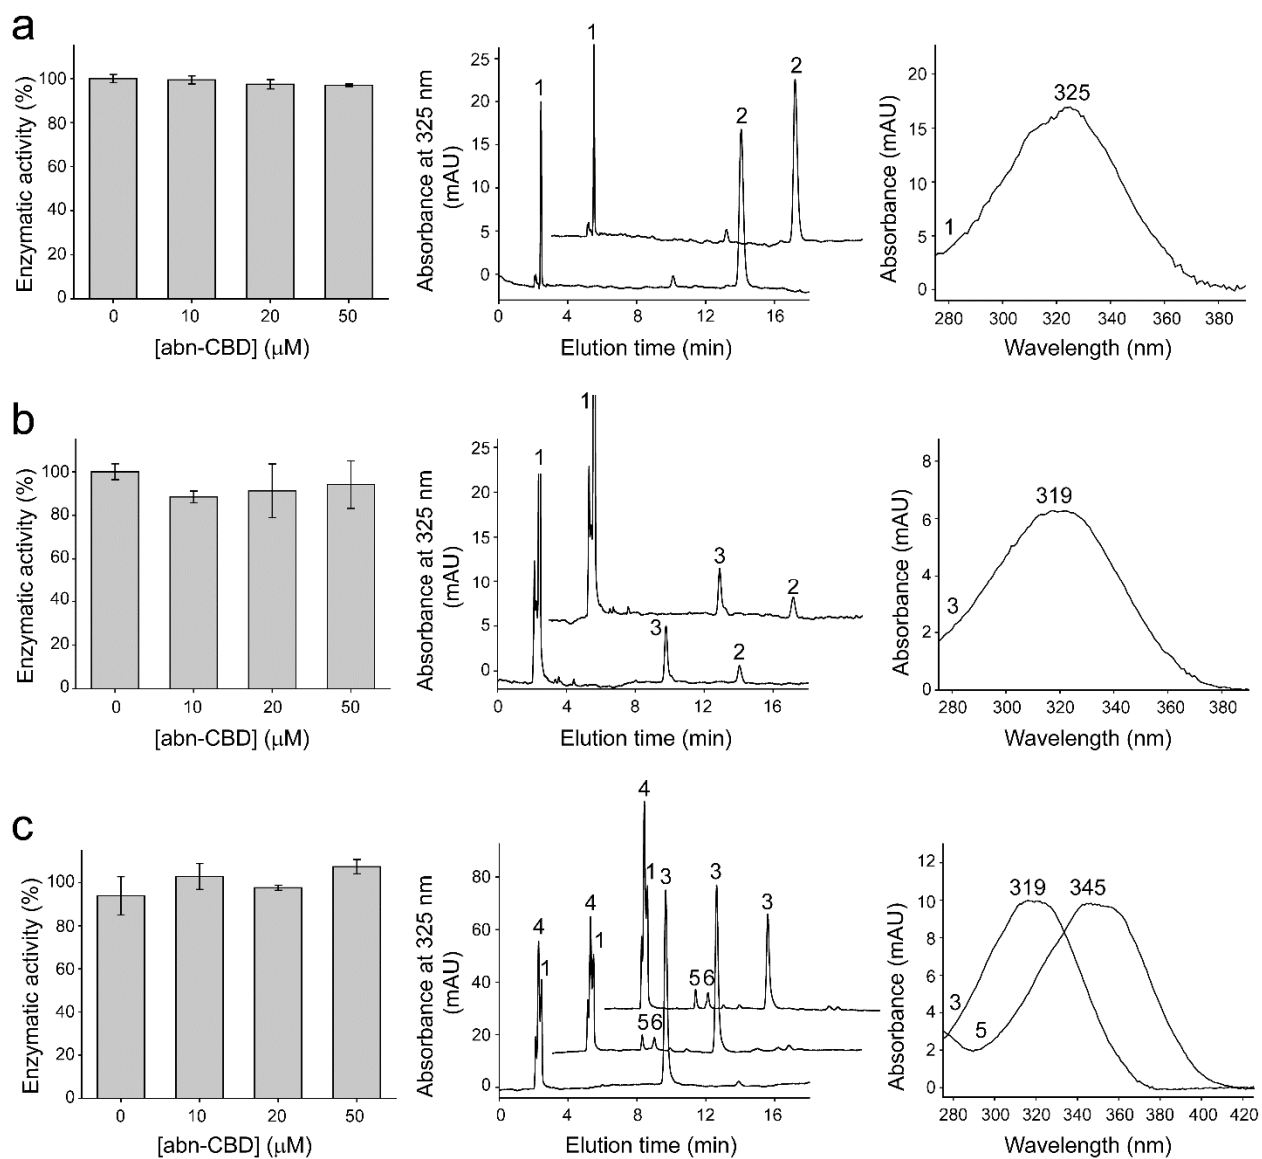 a
Enzymatic activity (%)
100
80
60
40
20
0
0 10 20 50
[abn-CBD] (μM)
Absorbance at 325 nm
(mAU)
25
20
15
10
5
0
1
1
2
2
0 4 8 12 16
Elution time (min)
Absorbance (mAU)
20
15
10
5
0
325
1
280 300 320 340 360 380
Wavelength (nm)
b
Enzymatic activity (%)
100
80
60
40
20
0
0 10 20 50
[abn-CBD] (μM)
Absorbance at 325 nm
(mAU)
25
20
15
10
5
0
1
1
3
2
3
2
0 4 8 12 16
Elution time (min)
Absorbance (mAU)
8
6
4
2
0
319
3
280 300 320 340 360 380
Wavelength (nm)
c
Enzymatic activity (%)
100
80
60
40
20
0
0 10 20 50
[abn-CBD] (μM)
Absorbance at 325 nm
(mAU)
80
60
40
20
0
4
1 3 3
4
1
3
4
1
5 6
5 6
0 4 8 12 16
Elution time (min)
Absorbance (mAU)
12
10
8
6
4
2
0
319 345
3
5
280 300 320 340 360 380 400 420
Wavelength (nm)